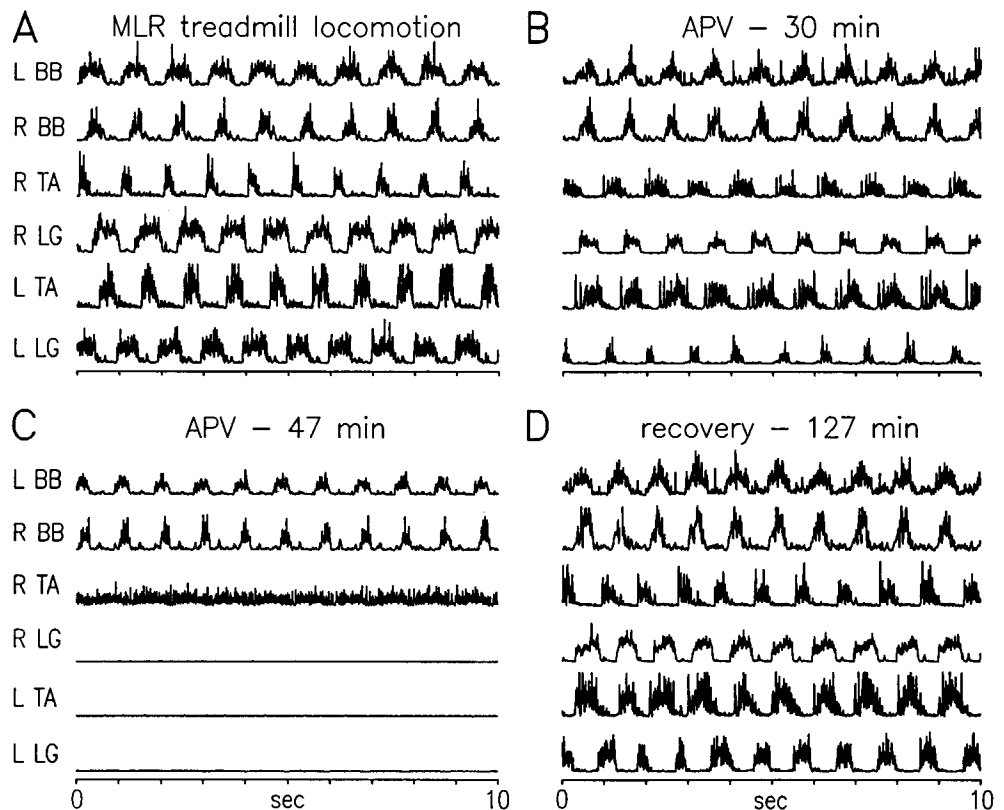 A MLR treadmill locomotion
L BB
R BB
R TA
R LG
L TA
L LG
B APV – 30 min
C APV – 47 min
L BB
R BB
R TA
R LG
L TA
L LG
0 sec 10
D recovery – 127 min
0 sec 10